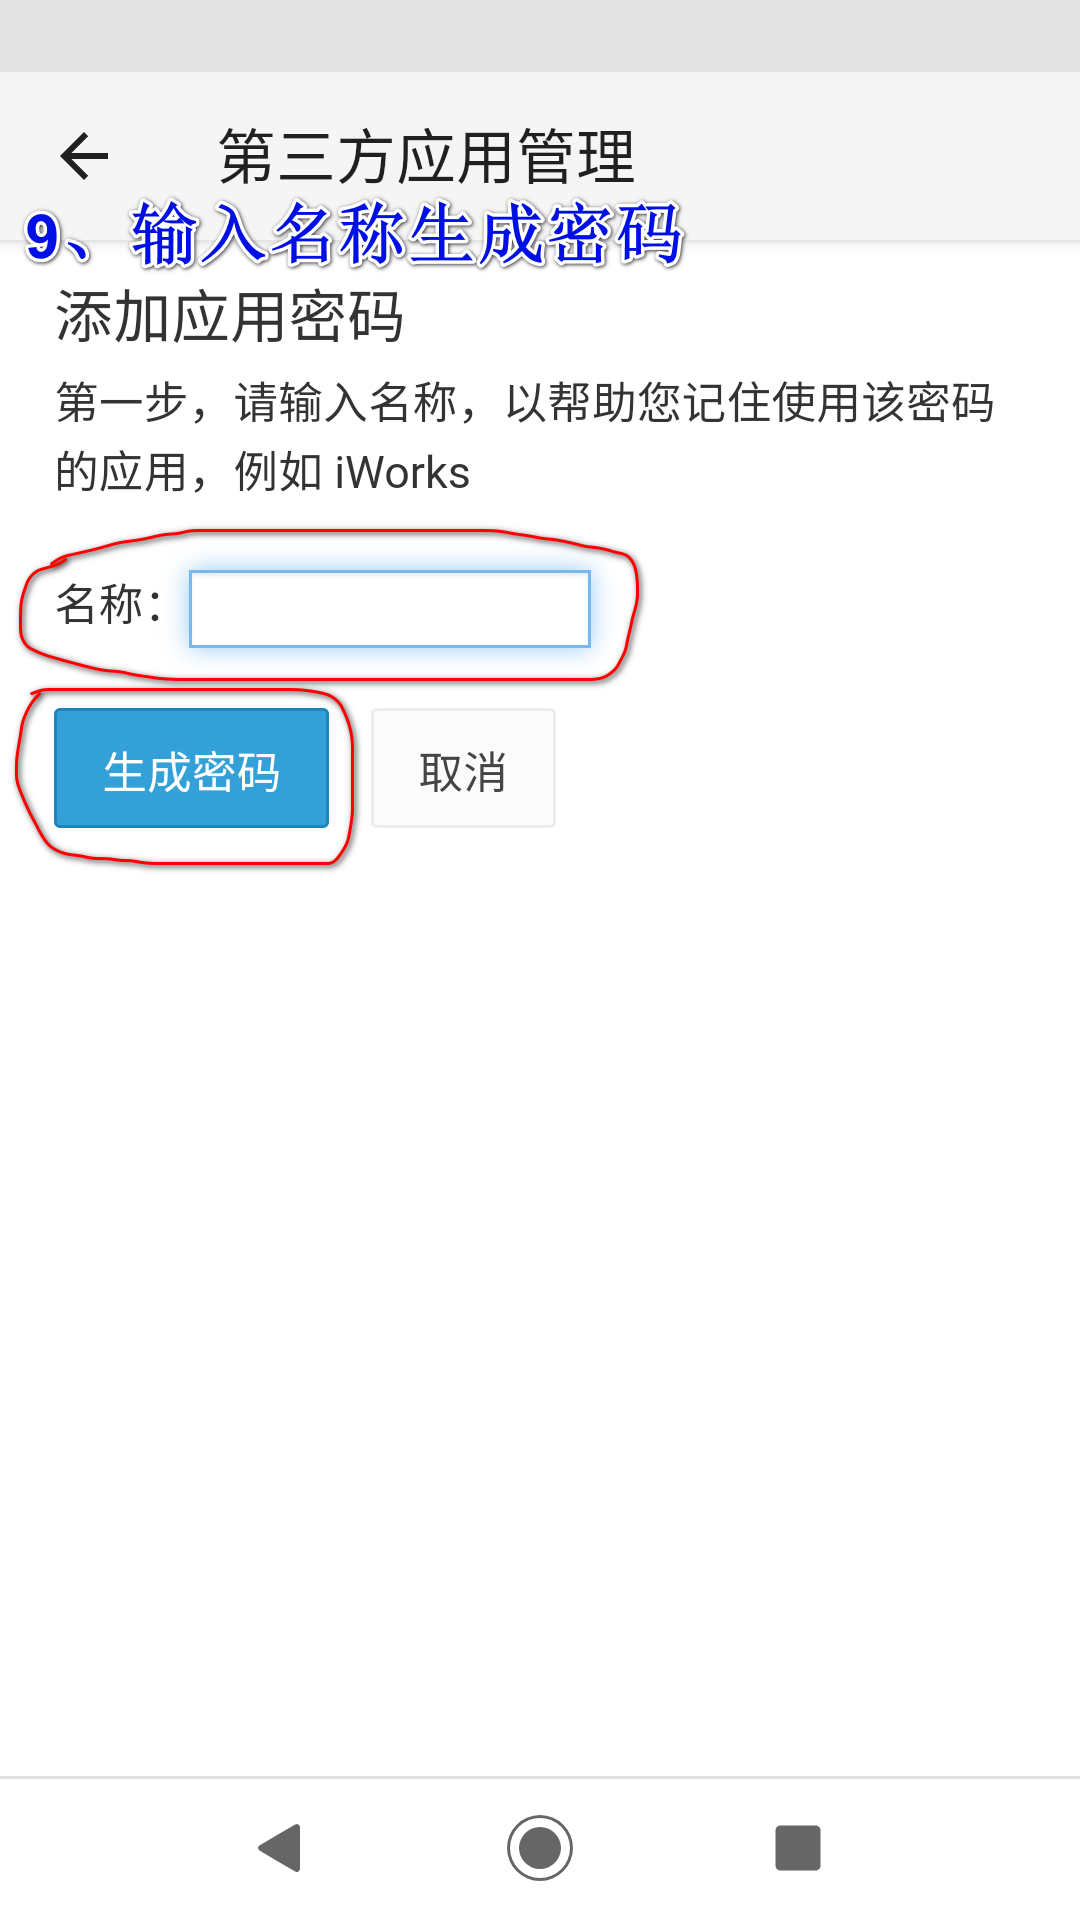 第三方应用管理
9、输入名称生成密码
添加应用密码
第一步，请输入名称，以帮助您记住使用该密码
的应用，例如 iWorks
名称：
生成密码 取消